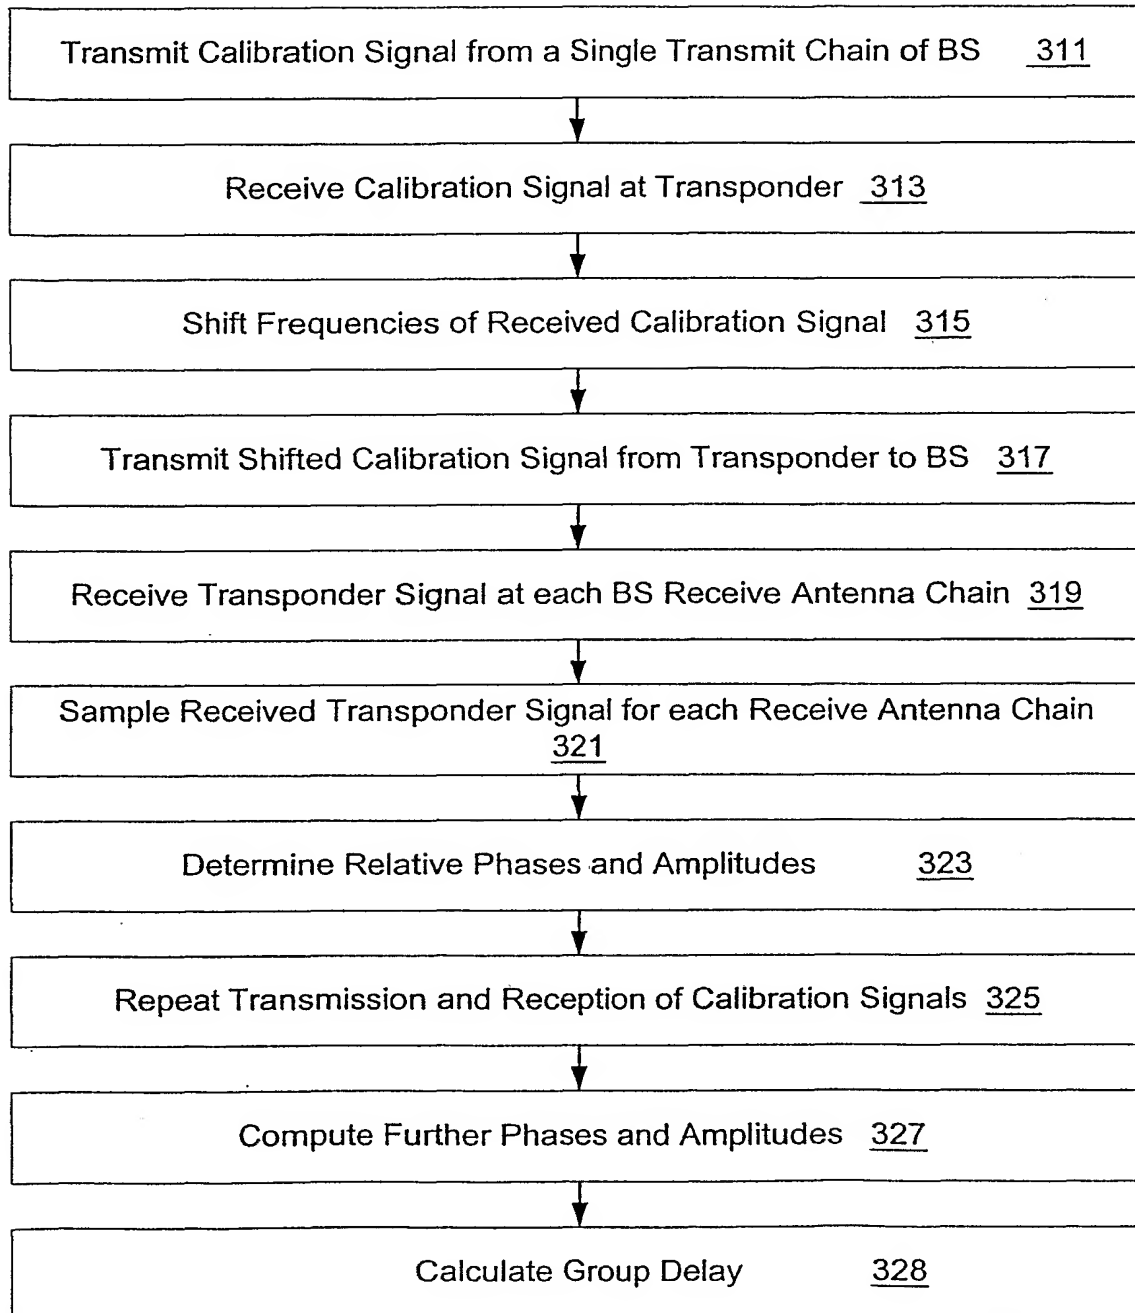 Transmit Calibration Signal from a Single Transmit Chain of BS 311
Receive Calibration Signal at Transponder 313
Shift Frequencies of Received Calibration Signal 315
Transmit Shifted Calibration Signal from Transponder to BS 317
Receive Transponder Signal at each BS Receive Antenna Chain 319
Sample Received Transponder Signal for each Receive Antenna Chain
321
Determine Relative Phases and Amplitudes 323
Repeat Transmission and Reception of Calibration Signals 325
Compute Further Phases and Amplitudes 327
Calculate Group Delay 328